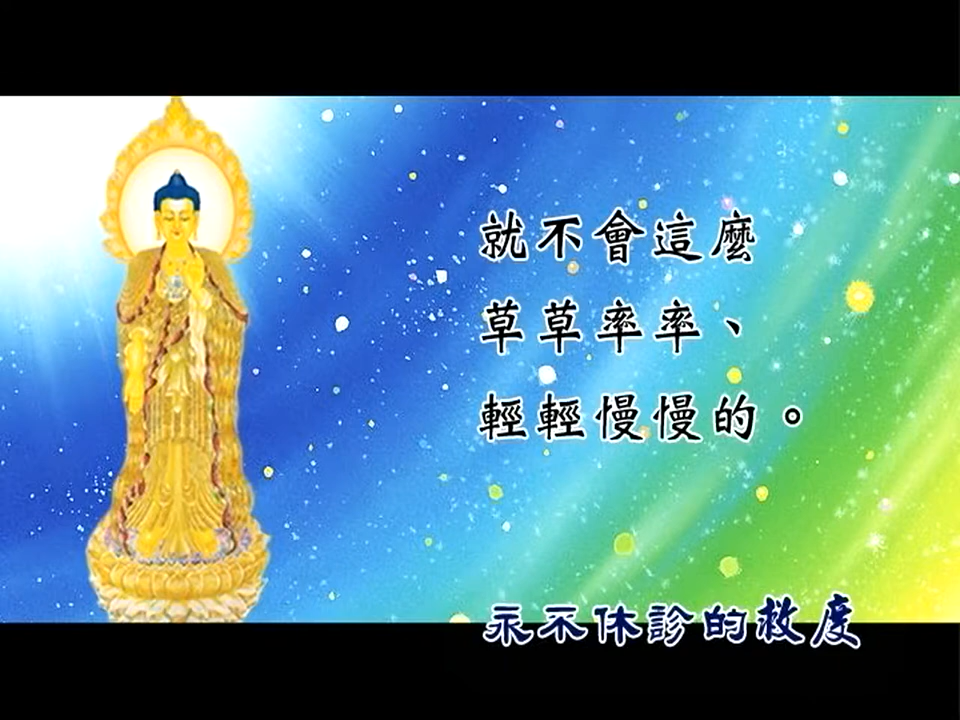 就不會這麼
草草率率、
輕輕慢慢的。
永不休診的救度